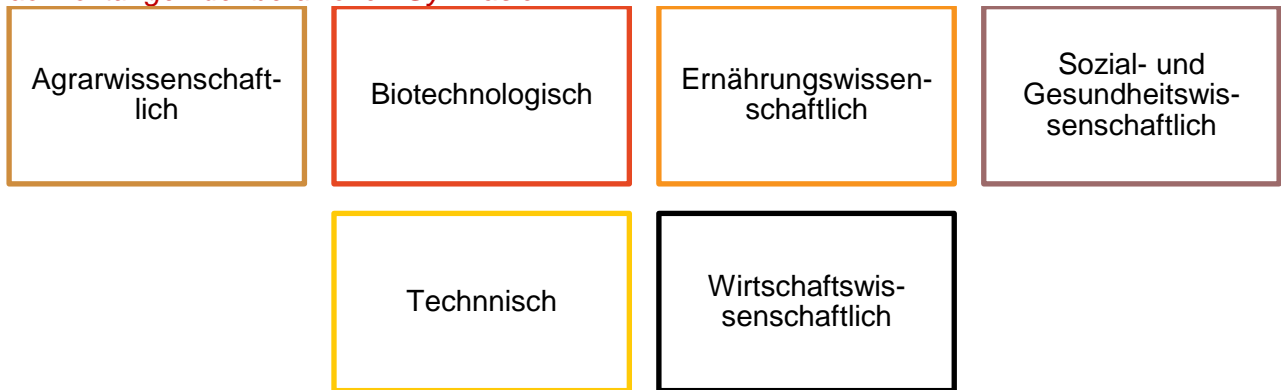 Agrarwissenschaft-
lich
Biotechnologisch
Ernährungswissen-
schaftlich
Sozial- und
Gesundheitswis-
senschaftlich
Technnisch
Wirtschaftswis-
senschaftlich